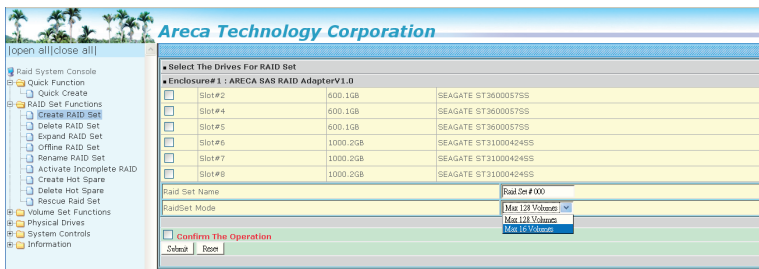 Areca Technology Corporation
|open all|close all|
Raid System Console
Quick Function
Quick Create
RAID Set Functions
Create RAID Set
Delete RAID Set
Expand RAID Set
Offline RAID Set
Rename RAID Set
Activate Incomplete RAID
Create Hot Spare
Delete Hot Spare
Rescue Raid Set
Volume Set Functions
Physical Drives
System Controls
Information
Select The Drives For RAID Set
Enclosure#1 : ARECA SAS RAID AdapterV1.0
Slot#2 600.1GB SEAGATE ST3600057SS
Slot#4 600.1GB SEAGATE ST3600057SS
Slot#5 600.1GB SEAGATE ST3600057SS
Slot#6 1000.2GB SEAGATE ST31000424SS
Slot#7 1000.2GB SEAGATE ST31000424SS
Slot#8 1000.2GB SEAGATE ST31000424SS
Raid Set Name Raid Set # 000
RaidSet Mode Max 128 Volumes
Max 128 Volumes
Max 16 Volumes
Confirm The Operation
Submit Reset